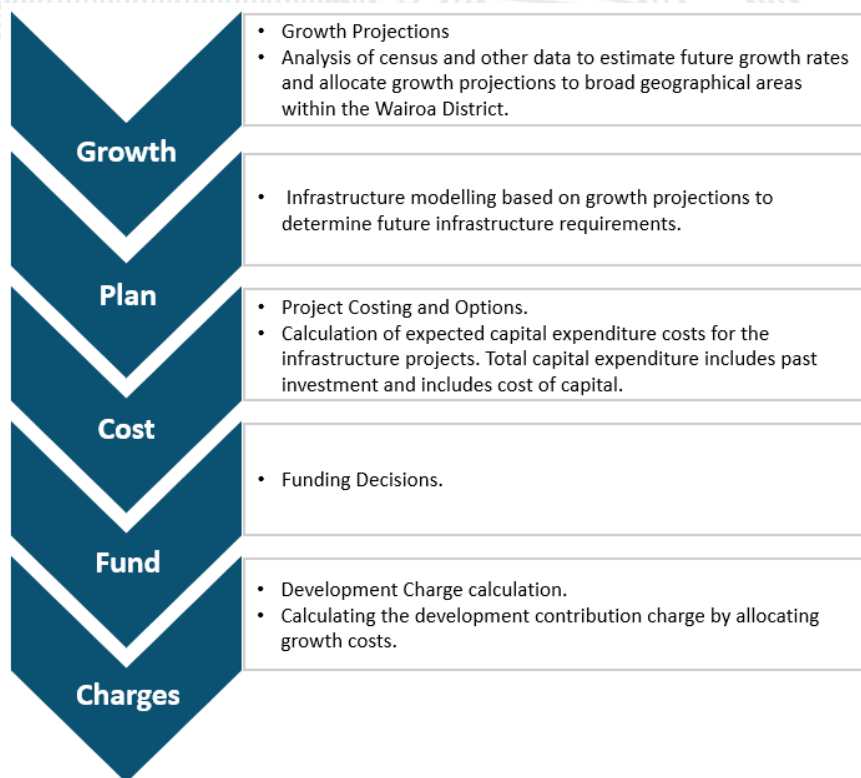 • Growth Projections
• Analysis of census and other data to estimate future growth rates
and allocate growth projections to broad geographical areas
within the Wairoa District.
Growth
• Infrastructure modelling based on growth projections to
determine future infrastructure requirements.
Plan
• Project Costing and Options.
• Calculation of expected capital expenditure costs for the
infrastructure projects. Total capital expenditure includes past
investment and includes cost of capital.
Cost
• Funding Decisions.
Fund
• Development Charge calculation.
• Calculating the development contribution charge by allocating
growth costs.
Charges